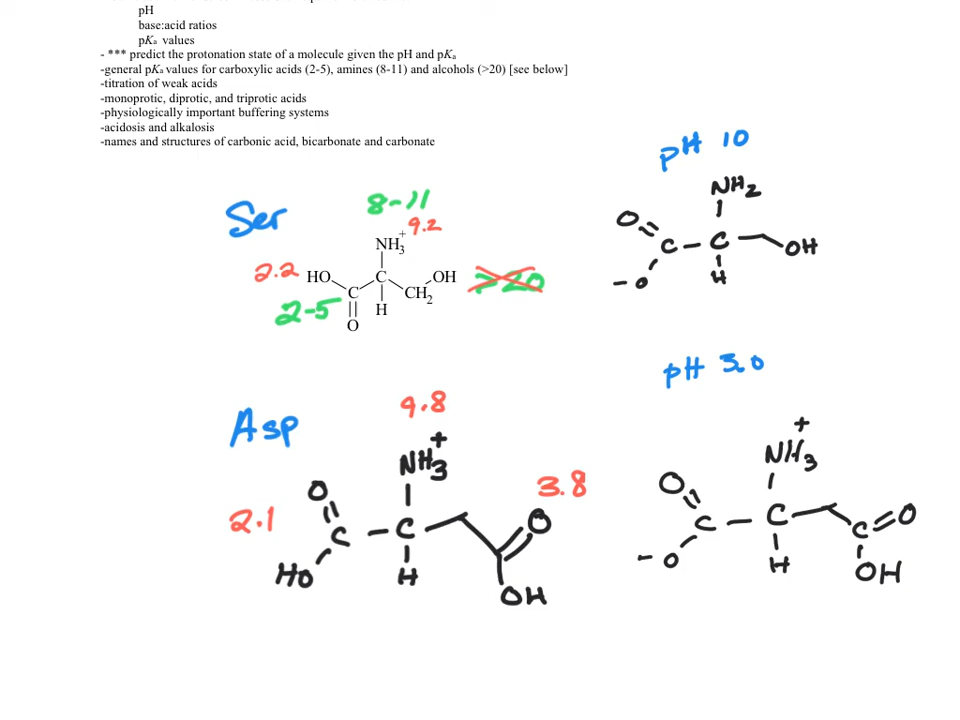 pH
base:acid ratios
pKa values
- *** predict the protonation state of a molecule given the pH and pKa
-general pKa values for carboxylic acids (2-5), amines (8-11) and alcohols (>20) [see below]
-titration of weak acids
-monoprotic, diprotic, and triprotic acids
-physiologically important buffering systems
-acidosis and alkalosis
-names and structures of carbonic acid, bicarbonate and carbonate
pH 10
Ser
8-11
9.2
NH3+
2.2 HO C OH >20
2-5 C H CH2
O
NH2
O C - C OH
- O H
pH 3.0
Asp
9.8
NH3+
3.8
2.1 O C - C O
HO H OH
NH3+
O C - C C = O
- O H OH